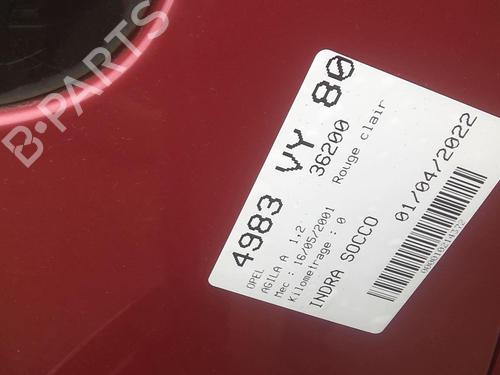 B-PARTS
4983 VY 80
OPEL 36200
AGILA A 1,2
Mec : 16/05/2001 Rouge clair
Kilometrage : 0
INDRA SOCCO 01/04/2022